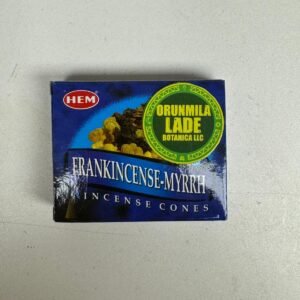 HEM
ORUNMILA
LADE
BOTANICA LLC
FRANKINCENSE-MYRRH
INCENSE CONES